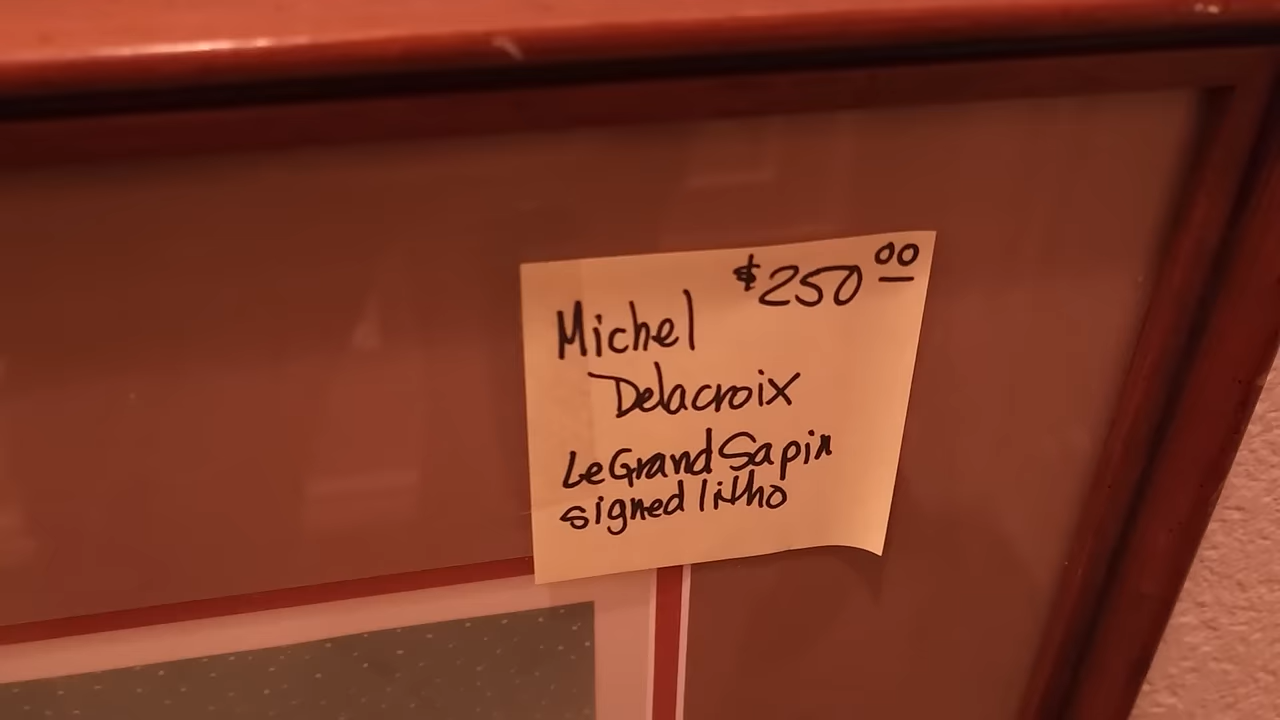 $250.00
Michel
Delacroix
Le Grand Sapin
signed litho